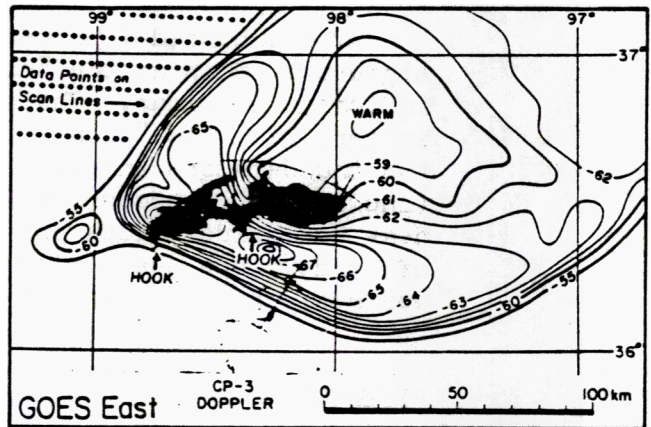 99° 98° 97°
37°
Data Points on
Scan Lines
WARM
-65
-59
-60
-62
-61
-62
-55
-60
HOOK
HOOK
-67
-66
-65
-64
-63
-60
-55
36°
GOES East
CP-3
DOPPLER
0 50 100 km